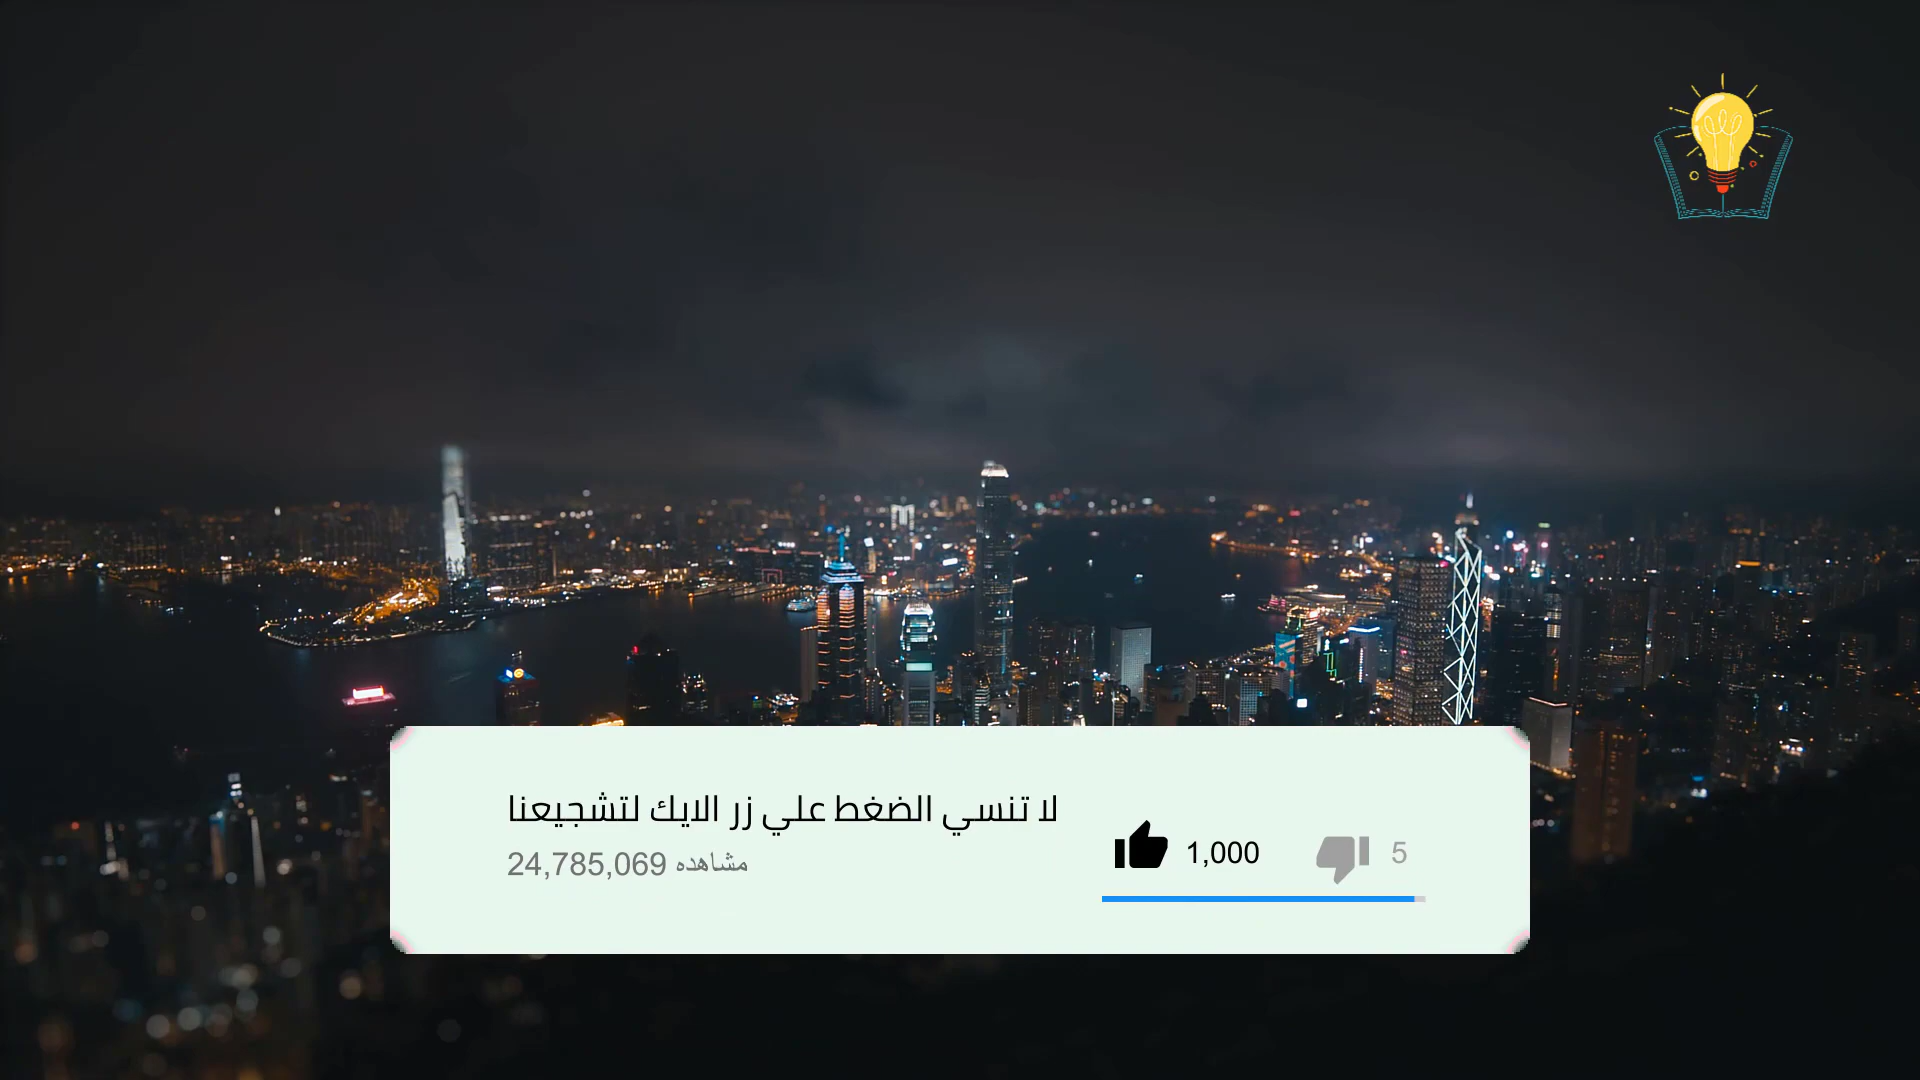 لا تنسي الضغط علي زر الايك لتشجيعنا
24,785,069 مشاهده
1,000
5